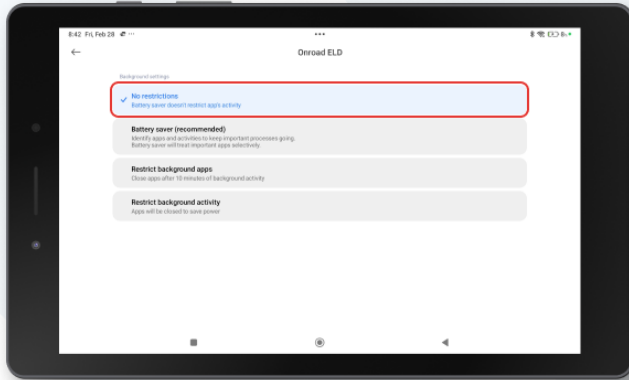 8:42 Fri, Feb 28
Onroad ELD
Background settings
No restrictions
Battery saver doesn't restrict app's activity
Battery saver (recommended)
Identify apps and activities to keep important processes going.
Battery saver will treat important apps selectively.
Restrict background apps
Close apps after 10 minutes of background activity
Restrict background activity
Apps will be closed to save power